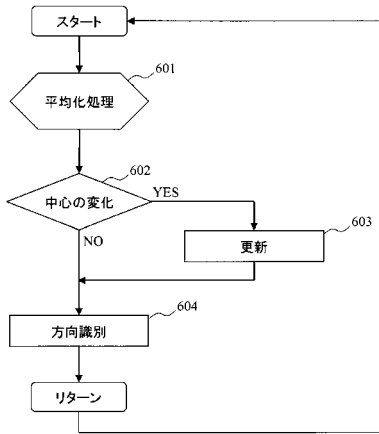 スタート
601
平均化処理
602
中心の変化
YES
NO
603
更新
604
方向識別
リターン